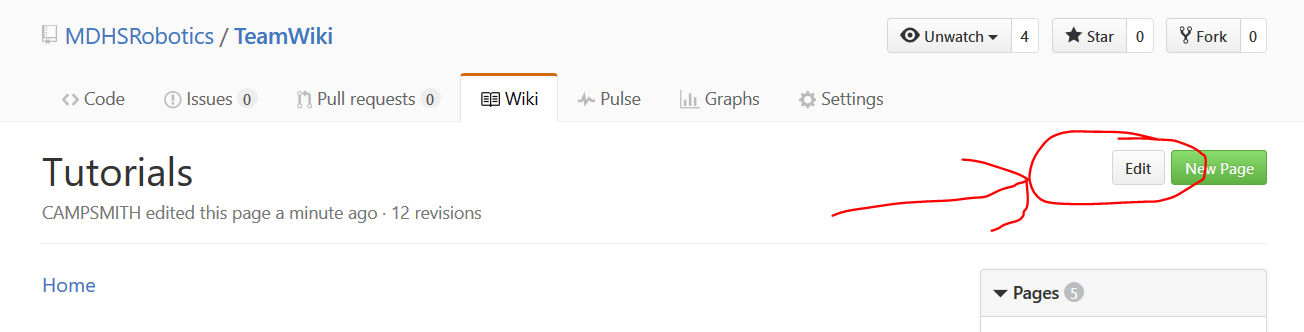 MDHSRobotics / TeamWiki
Unwatch 4 Star 0 Fork 0
Code Issues 0 Pull requests 0 Wiki Pulse Graphs Settings
Tutorials
Edit New Page
CAMPSMITH edited this page a minute ago · 12 revisions
Home
Pages 5